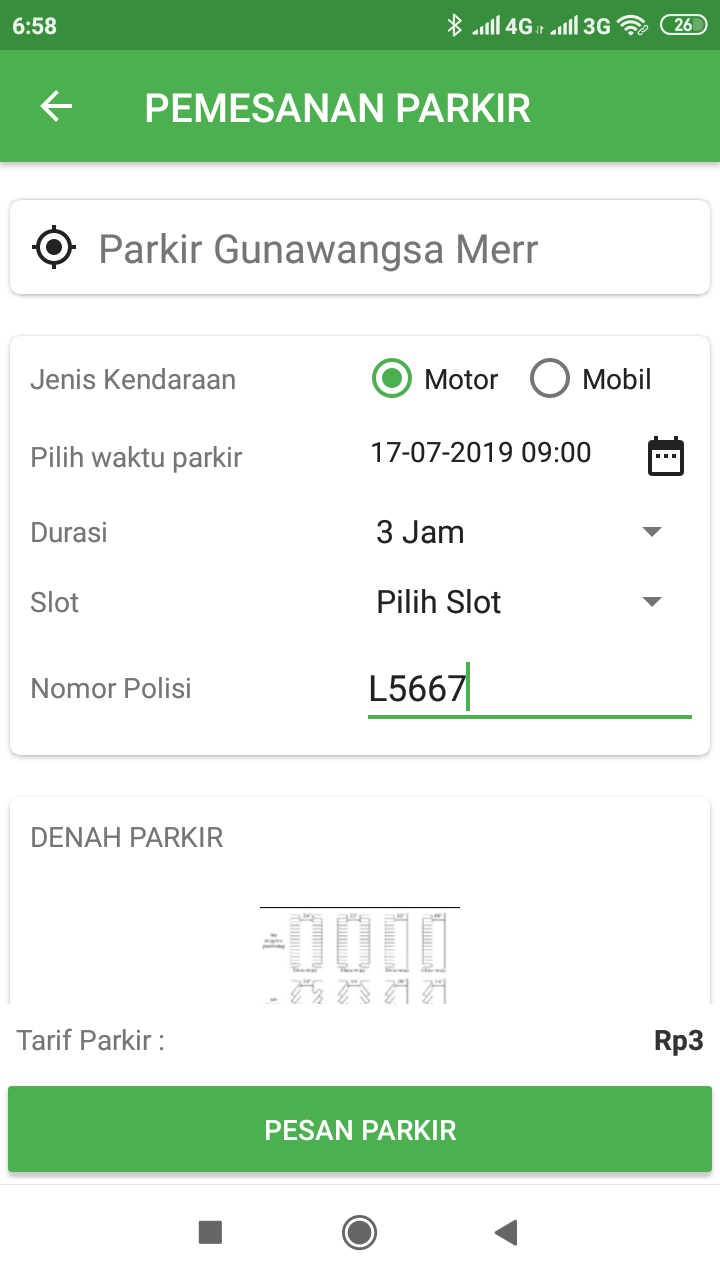 6:58 4G 3G 26
PEMESANAN PARKIR
Parkir Gunawangsa Merr
Jenis Kendaraan Motor Mobil
Pilih waktu parkir 17-07-2019 09:00
Durasi 3 Jam
Slot Pilih Slot
Nomor Polisi L5667
DENAH PARKIR
Tarif Parkir : Rp3
PESAN PARKIR